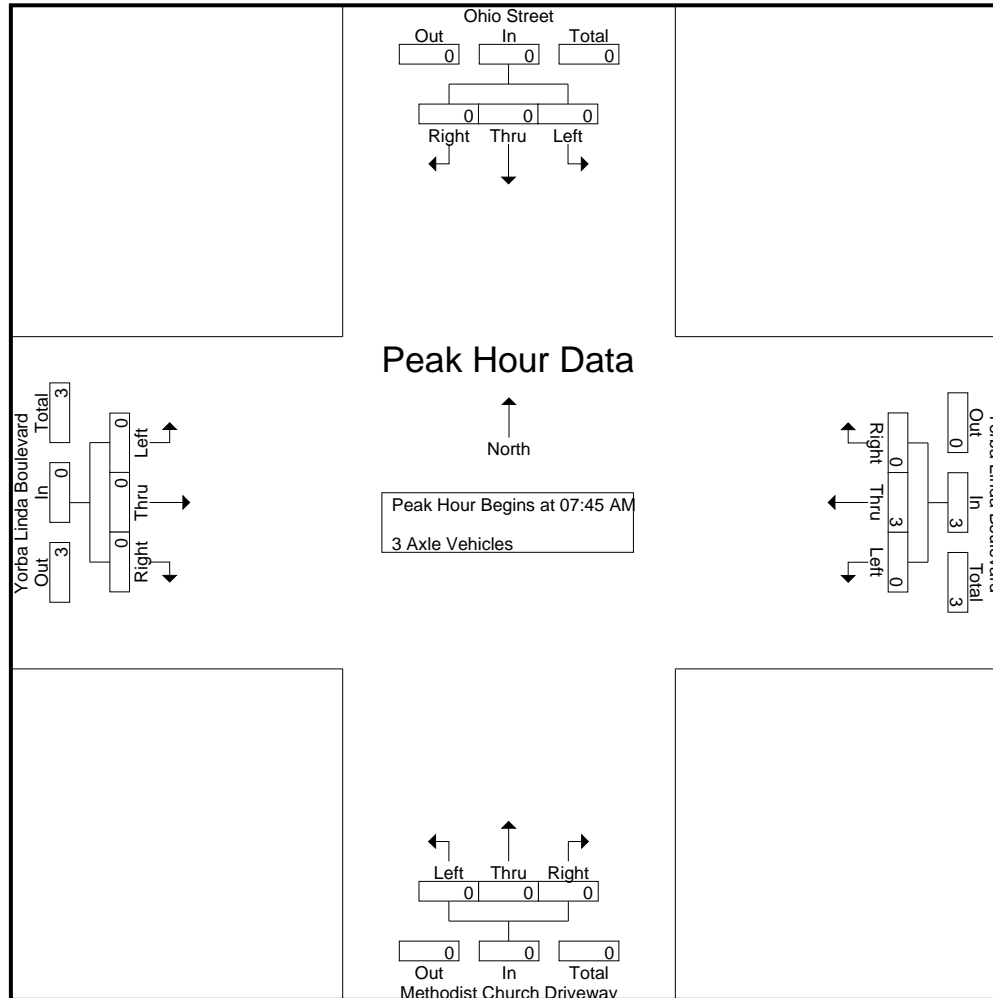 Ohio Street
Out In Total
0 0 0
0 0 0
Right Thru Left
Peak Hour Data
North
Peak Hour Begins at 07:45 AM
3 Axle Vehicles
Yorba Linda Boulevard
Out In Total
3 0 3
0 0 0
Right Thru Left
Yorba Linda Boulevard
Out In Total
0 3 3
0 3 0
Right Thru Left
Left Thru Right
0 0 0
0 0 0
Out In Total
Methodist Church Driveway